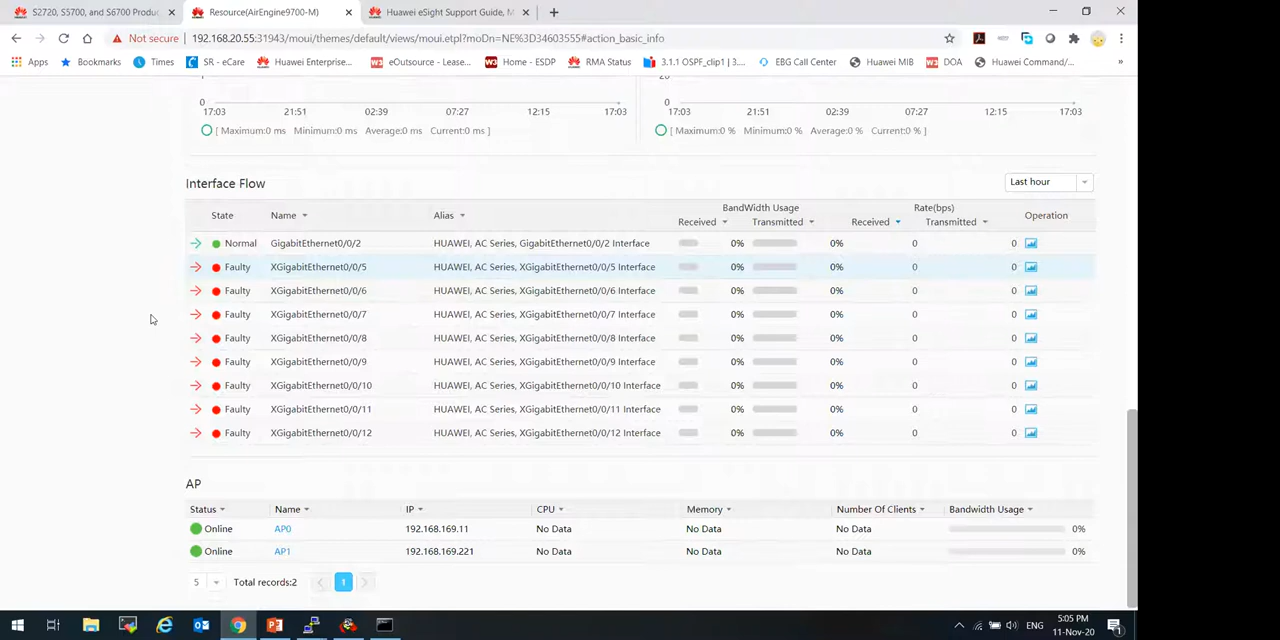 S2720, S5700, and S6700 Produ
Resource(AirEngine9700-M)
Huawei eSight Support Guide, M
Not secure
192.168.20.55:31943/moui/themes/default/views/moui.etpl?moDn=NE%3D34603555#action_basic_info
Apps
Bookmarks
Times
SR - eCare
Huawei Enterprise...
eOutsource - Lease...
Home - ESDP
RMA Status
3.1.1 OSPF_clip1 | 3....
EBG Call Center
Huawei MIB
DOA
Huawei Command/...
»
0 0
17:03 21:51 02:39 07:27 12:15 17:03 17:03 21:51 02:39 07:27 12:15 17:03
[ Maximum:0 ms Minimum:0 ms Average:0 ms Current:0 ms ] [ Maximum:0 % Minimum:0 % Average:0 % Current:0 % ]
Interface Flow Last hour
BandWidth Usage Rate(bps)
State Name Alias Received Transmitted Received Transmitted Operation
Normal GigabitEthernet0/0/2 HUAWEI, AC Series, GigabitEthernet0/0/2 Interface 0% 0% 0 0
Faulty XGigabitEthernet0/0/5 HUAWEI, AC Series, XGigabitEthernet0/0/5 Interface 0% 0% 0 0
Faulty XGigabitEthernet0/0/6 HUAWEI, AC Series, XGigabitEthernet0/0/6 Interface 0% 0% 0 0
Faulty XGigabitEthernet0/0/7 HUAWEI, AC Series, XGigabitEthernet0/0/7 Interface 0% 0% 0 0
Faulty XGigabitEthernet0/0/8 HUAWEI, AC Series, XGigabitEthernet0/0/8 Interface 0% 0% 0 0
Faulty XGigabitEthernet0/0/9 HUAWEI, AC Series, XGigabitEthernet0/0/9 Interface 0% 0% 0 0
Faulty XGigabitEthernet0/0/10 HUAWEI, AC Series, XGigabitEthernet0/0/10 Interface 0% 0% 0 0
Faulty XGigabitEthernet0/0/11 HUAWEI, AC Series, XGigabitEthernet0/0/11 Interface 0% 0% 0 0
Faulty XGigabitEthernet0/0/12 HUAWEI, AC Series, XGigabitEthernet0/0/12 Interface 0% 0% 0 0
AP
Status Name IP CPU Memory Number Of Clients Bandwidth Usage
Online AP0 192.168.169.11 No Data No Data No Data 0%
Online AP1 192.168.169.221 No Data No Data No Data 0%
5 Total records:2 1
5:05 PM
ENG
11-Nov-20
1